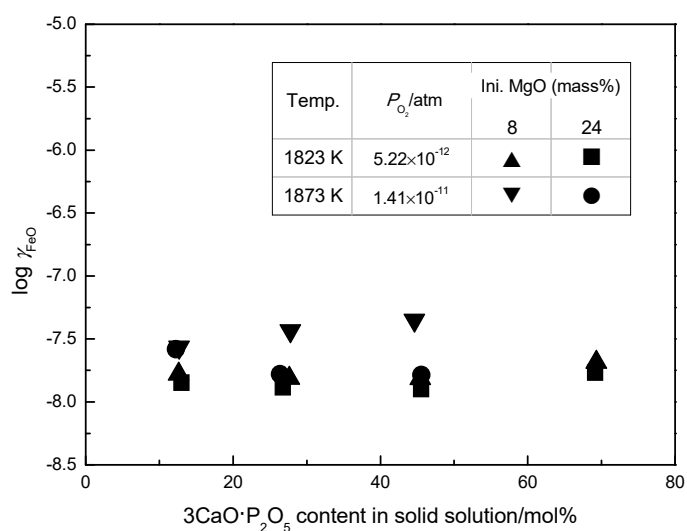 -5.0
-5.5
-6.0
-6.5
-7.0
-7.5
-8.0
-8.5
log γFeO
Temp.
PO2/atm
Ini. MgO (mass%)
8
24
1823 K
5.22×10-12
1873 K
1.41×10-11
0
20
40
60
80
3CaO·P2O5 content in solid solution/mol%